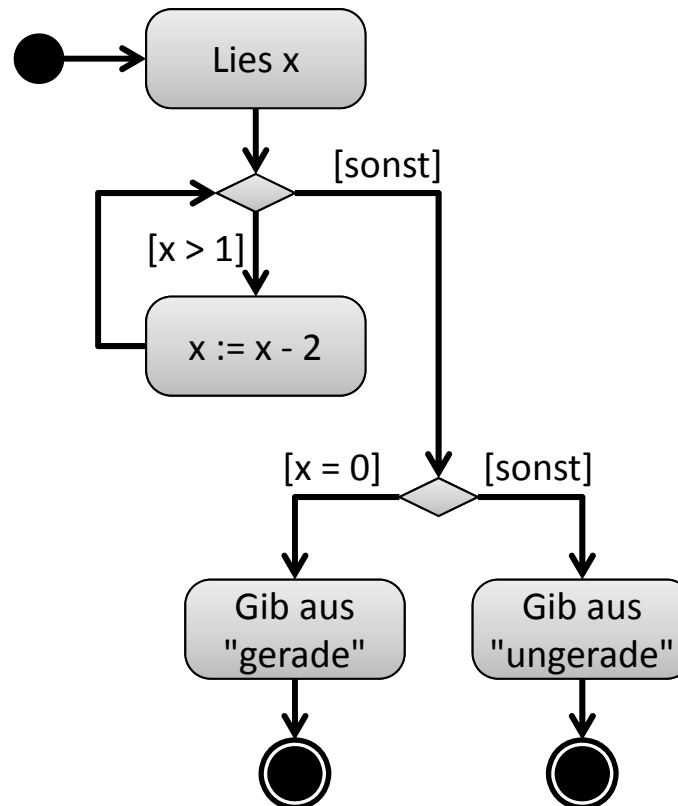 Lies x
[sonst]
[x > 1]
x := x - 2
[x = 0]
[sonst]
Gib aus
"gerade"
Gib aus
"ungerade"